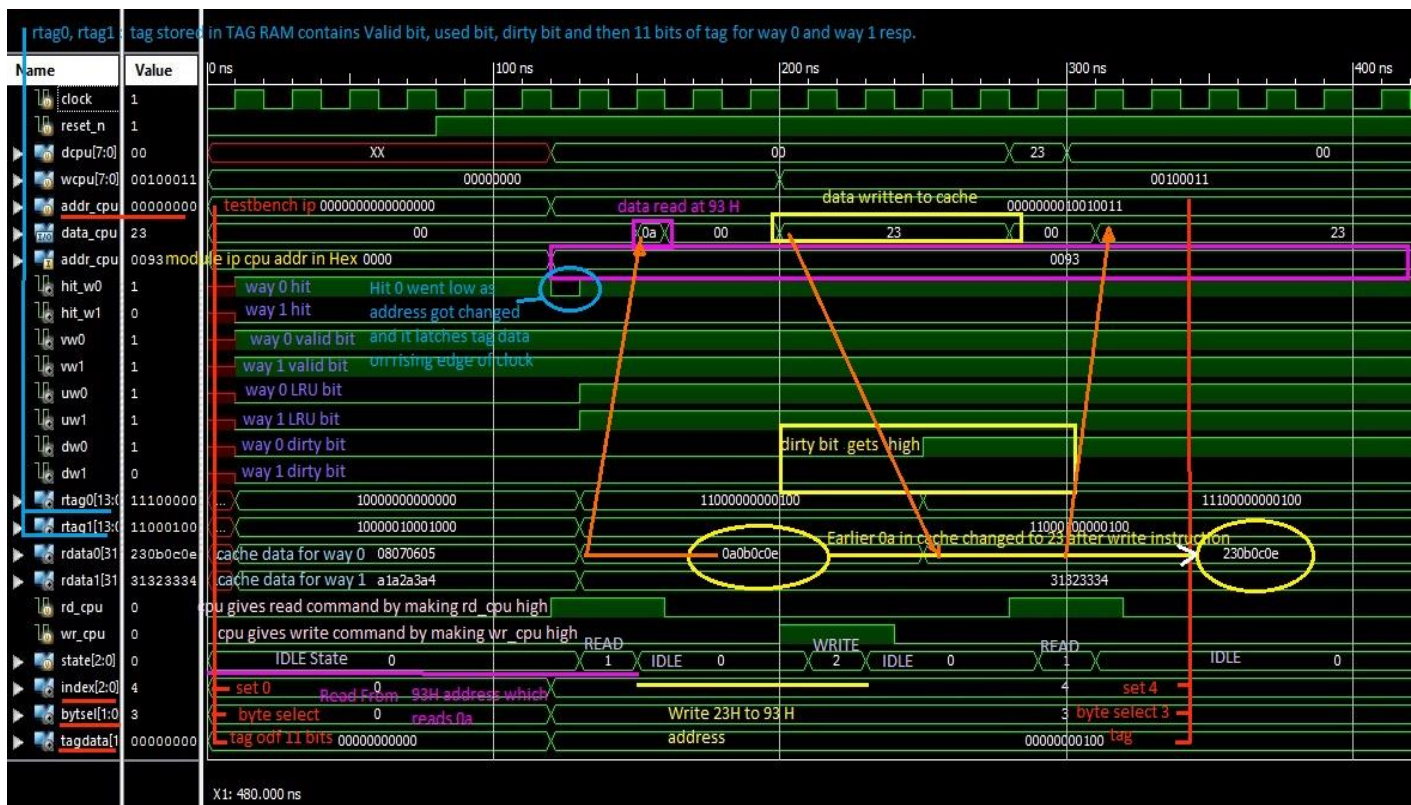 rtag0, rtag1 : tag stored in TAG RAM contains Valid bit, used bit, dirty bit and then 11 bits of tag for way 0 and way 1 resp.
Name Value 0 ns 100 ns 200 ns 300 ns 400 ns
clock 1
reset_n 1
dcpu[7:0] 00 XX 00 23 00
wcpu[7:0] 00100011 00000000 00100011
addr_cpu 00000000 testbench ip 0000000000000000 data read at 93 H data written to cache 0000000010010011
data_cpu 23 00 0a 00 23 00 23
addr_cpu 0093 module ip cpu addr in Hex 0000 0093
hit_w0 1 way 0 hit Hit 0 went low as
hit_w1 0 way 1 hit address got changed
vw0 1 way 0 valid bit and it latches tag data
vw1 1 way 1 valid bit on rising edge of clock
uw0 1 way 0 LRU bit
uw1 1 way 1 LRU bit
dw0 1 way 0 dirty bit dirty bit gets high
dw1 0 way 1 dirty bit
rtag0[13:0 11100000 ... 10000000000000 11000000000100 11100000000100
rtag1[13:0 11000100 ... 10000010001000 11000100000100
rdata0[31 230b0c0e cache data for way 0 08070605 0a0b0c0e Earlier 0a in cache changed to 23 after write instruction 230b0c0e
rdata1[31 31323334 cache data for way 1 a1a2a3a4 31323334
rd_cpu 0 cpu gives read command by making rd_cpu high
wr_cpu 0 cpu gives write command by making wr_cpu high
READ WRITE READ
state[2:0] 0 IDLE State 0 1 IDLE 0 2 IDLE 0 1 IDLE 0
index[2:0] 4 set 0 0 Read From 93H address which 4 set 4
bytsel[1:0 3 byte select 0 reads 0a Write 23H to 93 H 3 byte select 3
tagdata[1 00000000 tag odf 11 bits 00000000000 address 00000000100 tag
X1: 480.000 ns